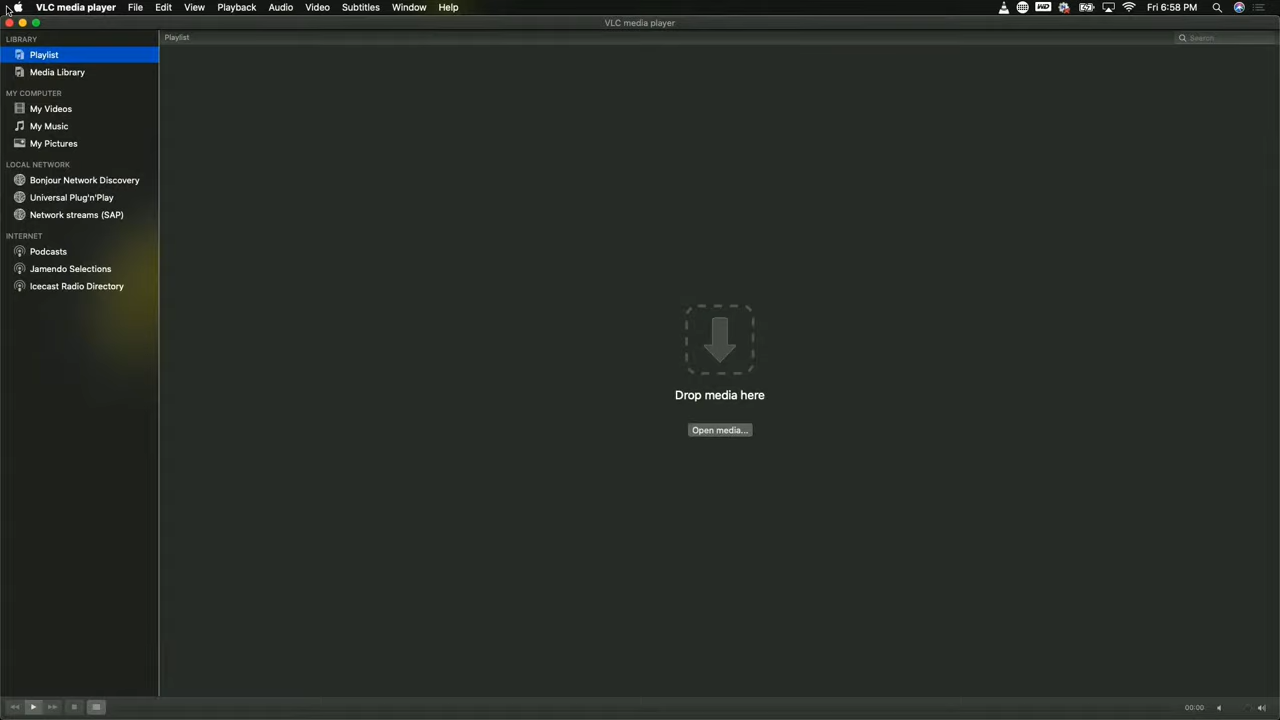 VLC media player File Edit View Playback Audio Video Subtitles Window Help Fri 6:58 PM
VLC media player
LIBRARY
Playlist
Media Library
MY COMPUTER
My Videos
My Music
My Pictures
LOCAL NETWORK
Bonjour Network Discovery
Universal Plug'n'Play
Network streams (SAP)
INTERNET
Podcasts
Jamendo Selections
Icecast Radio Directory
Playlist
Search
Drop media here
Open media...
00:00